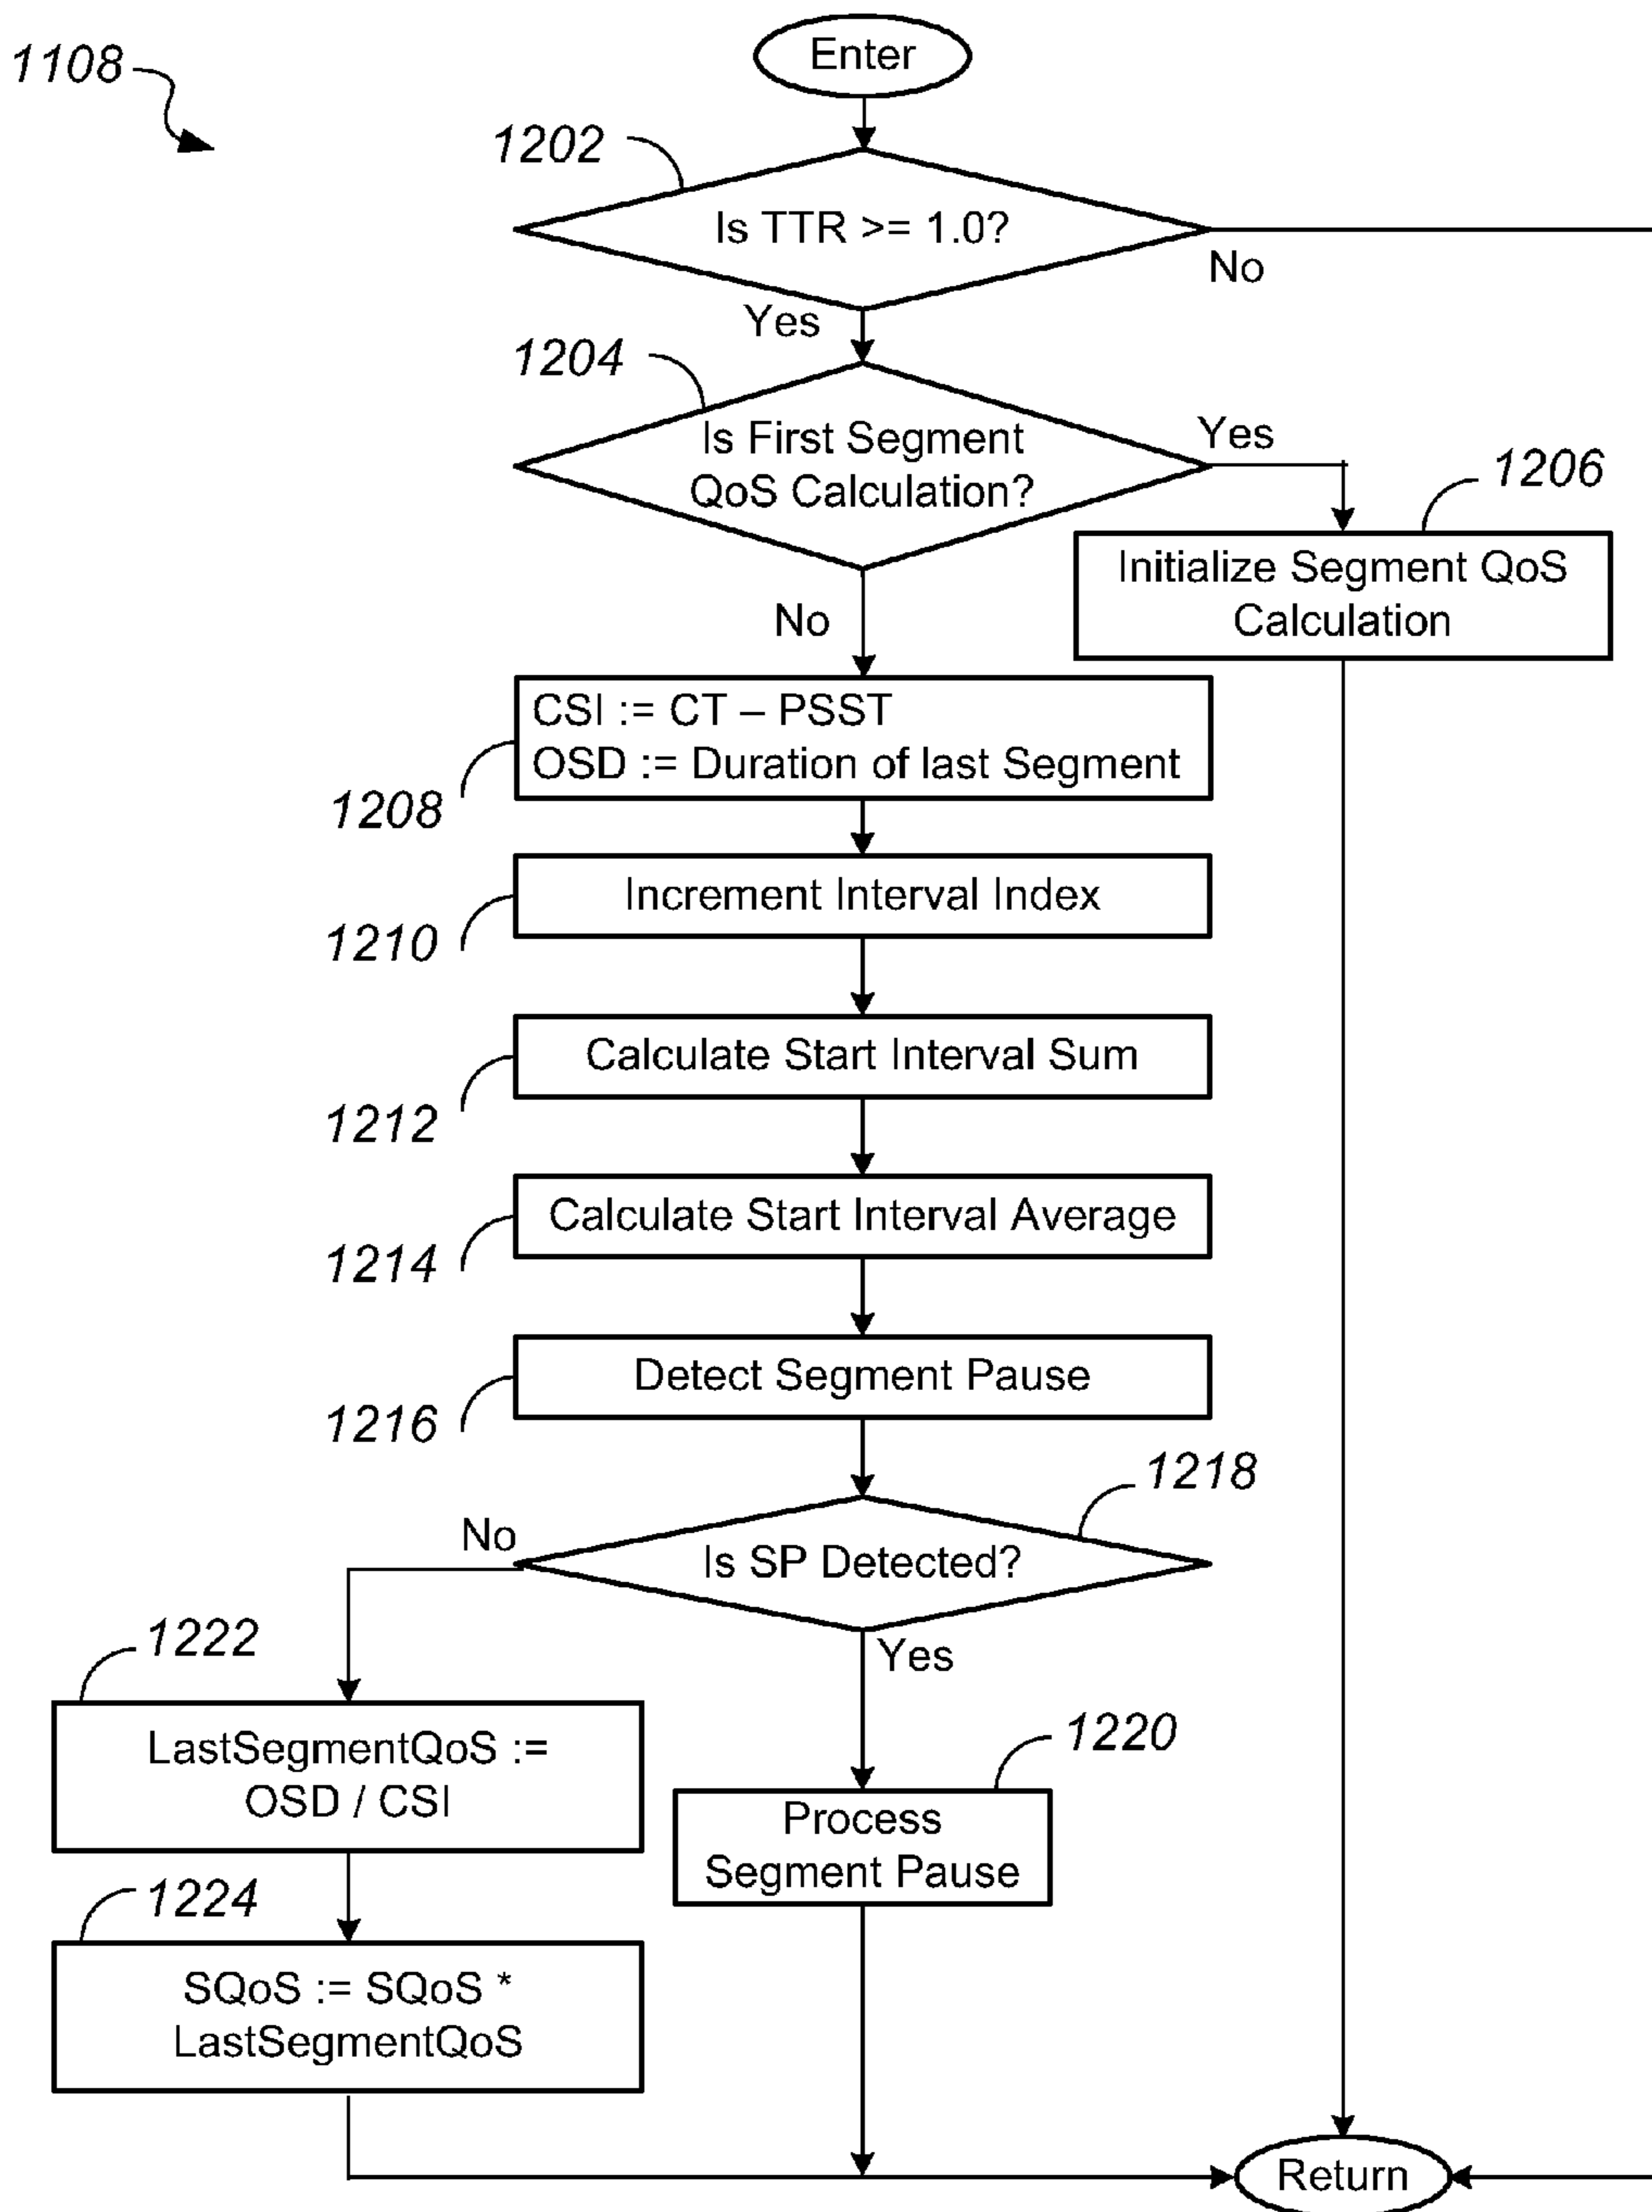 1108
Enter
1202
Is TTR >= 1.0?
No
Yes
1204
Is First Segment
QoS Calculation?
Yes
1206
Initialize Segment QoS
Calculation
No
CSI := CT – PSST
OSD := Duration of last Segment
1208
Increment Interval Index
1210
Calculate Start Interval Sum
1212
Calculate Start Interval Average
1214
Detect Segment Pause
1216
1218
No
Is SP Detected?
Yes
1222
LastSegmentQoS :=
OSD / CSI
1220
Process
Segment Pause
1224
SQoS := SQoS *
LastSegmentQoS
Return